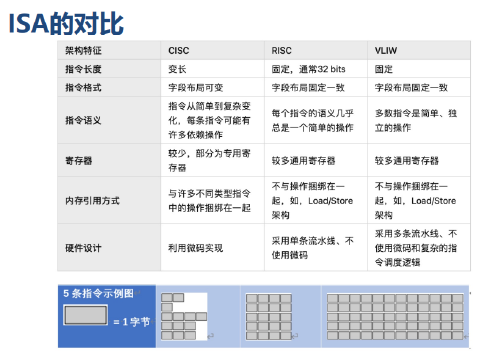 ISA的对比
架构特征 CISC RISC VLIW
指令长度 变长 固定，通常32 bits 固定
指令格式 字段布局可变 字段布局固定一致 字段布局固定一致
指令语义 指令从简单到复杂变化，每条指令可能有许多依赖操作 每个指令的语义几乎总是一个简单的操作 多数指令是简单、独立的操作
寄存器 较少，部分为专用寄存器 较多通用寄存器 较多通用寄存器
内存引用方式 与许多不同类型指令中的操作捆绑在一起 不与操作捆绑在一起，如，Load/Store架构 不与操作捆绑在一起，如，Load/Store架构
硬件设计 利用微码实现 采用单条流水线、不使用微码 采用多条流水线、不使用微码和复杂的指令调度逻辑
5 条指令示例图
= 1 字节